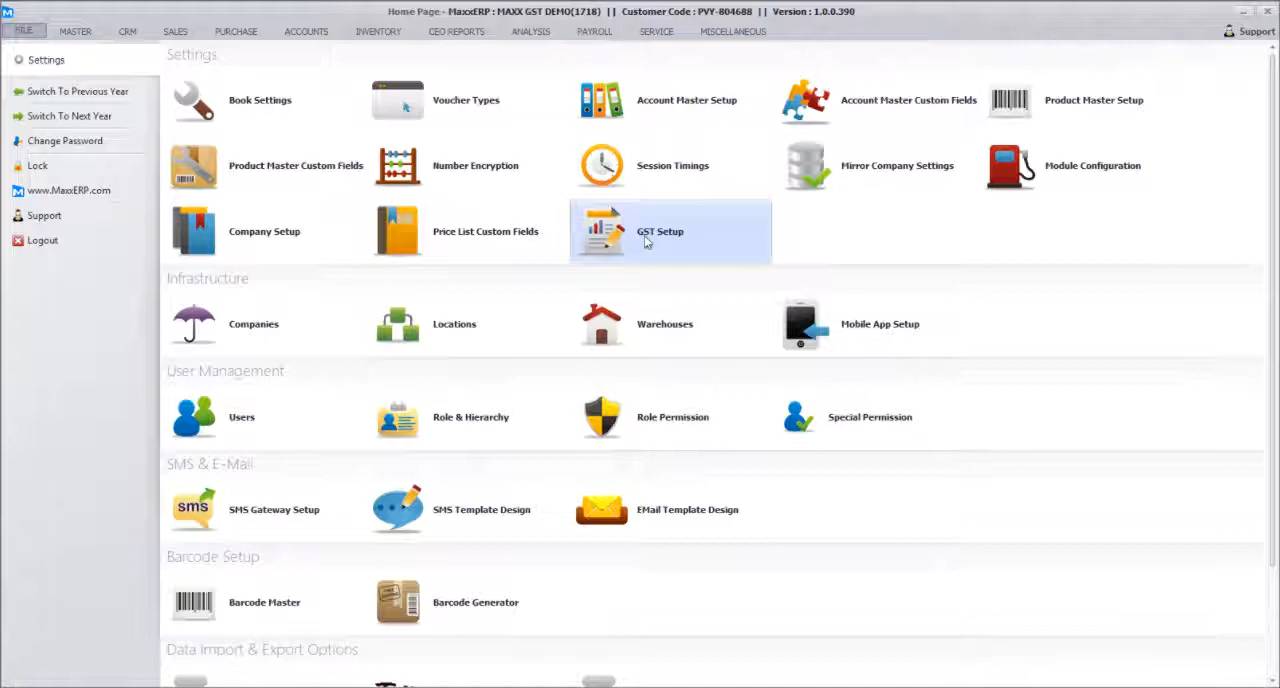 Home Page - MaxxERP : MAXX GST DEMO(1718) || Customer Code : PVY-804688 || Version : 1.0.0.390
FILE MASTER CRM SALES PURCHASE ACCOUNTS INVENTORY CEO REPORTS ANALYSIS PAYROLL SERVICE MISCELLANEOUS Support
Settings
Switch To Previous Year
Switch To Next Year
Change Password
Lock
www.MaxxERP.com
Support
Logout
Settings
Book Settings Voucher Types Account Master Setup Account Master Custom Fields Product Master Setup
Product Master Custom Fields Number Encryption Session Timings Mirror Company Settings Module Configuration
Company Setup Price List Custom Fields GST Setup
Infrastructure
Companies Locations Warehouses Mobile App Setup
User Management
Users Role & Hierarchy Role Permission Special Permission
SMS & E-Mail
sms
SMS Gateway Setup SMS Template Design EMail Template Design
Barcode Setup
Barcode Master Barcode Generator
Data Import & Export Options